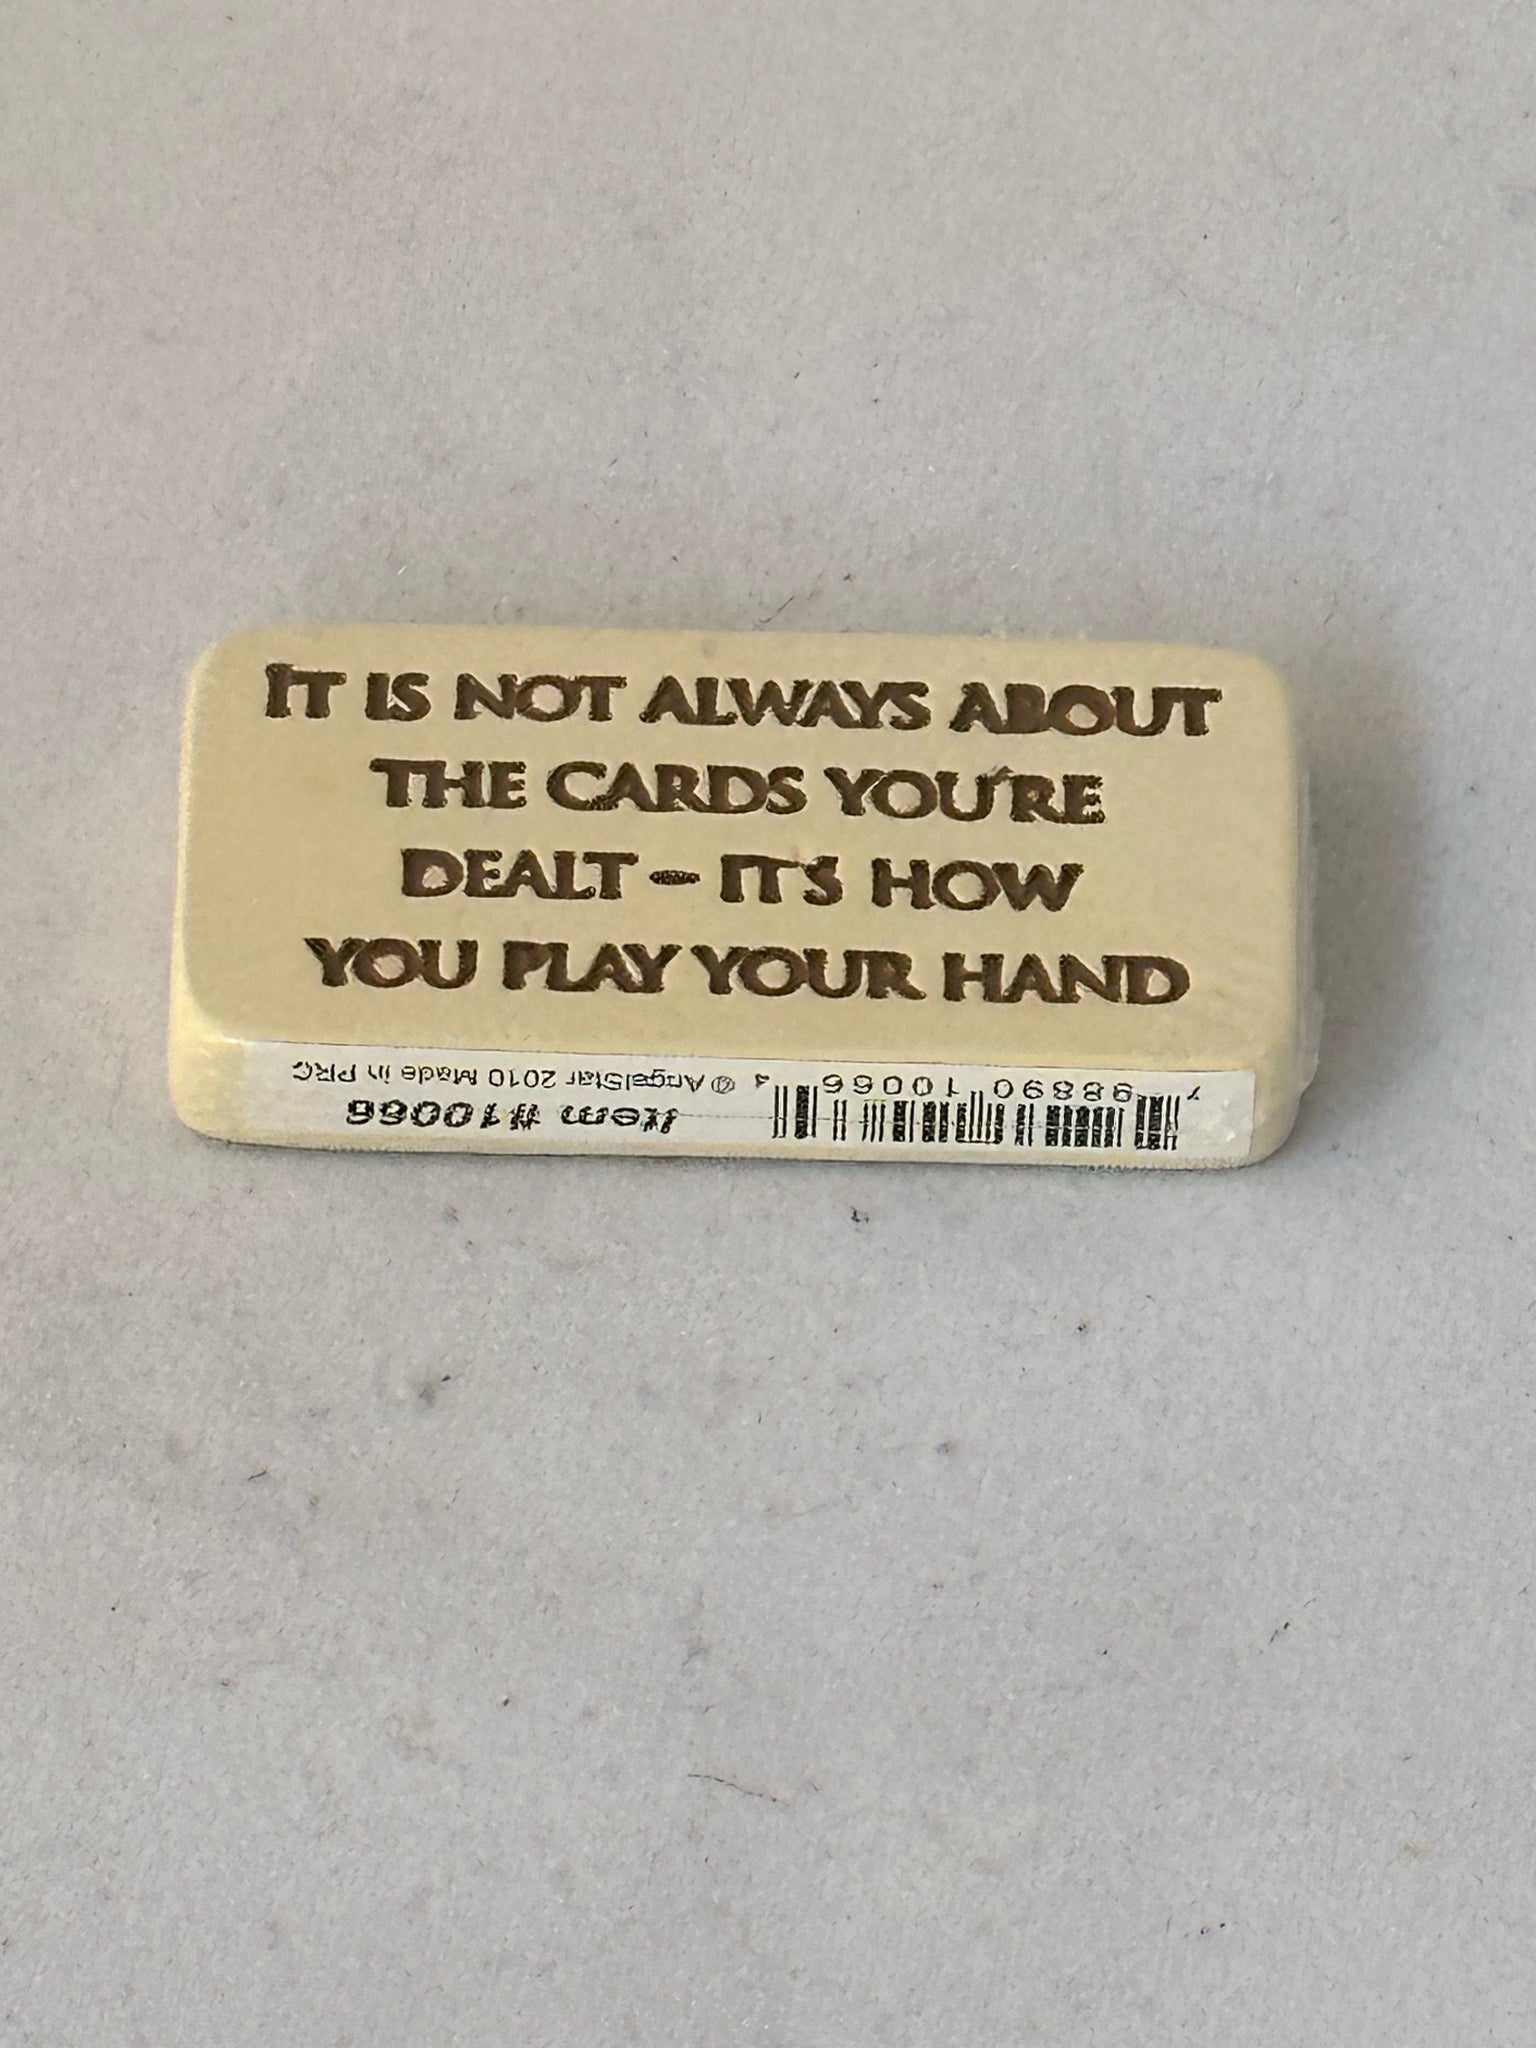 IT IS NOT ALWAYS ABOUT
THE CARDS YOU'RE
DEALT - IT'S HOW
YOU PLAY YOUR HAND
7 98890 10066 4
© AngelStar 2010 Made in PRC
Item #10066